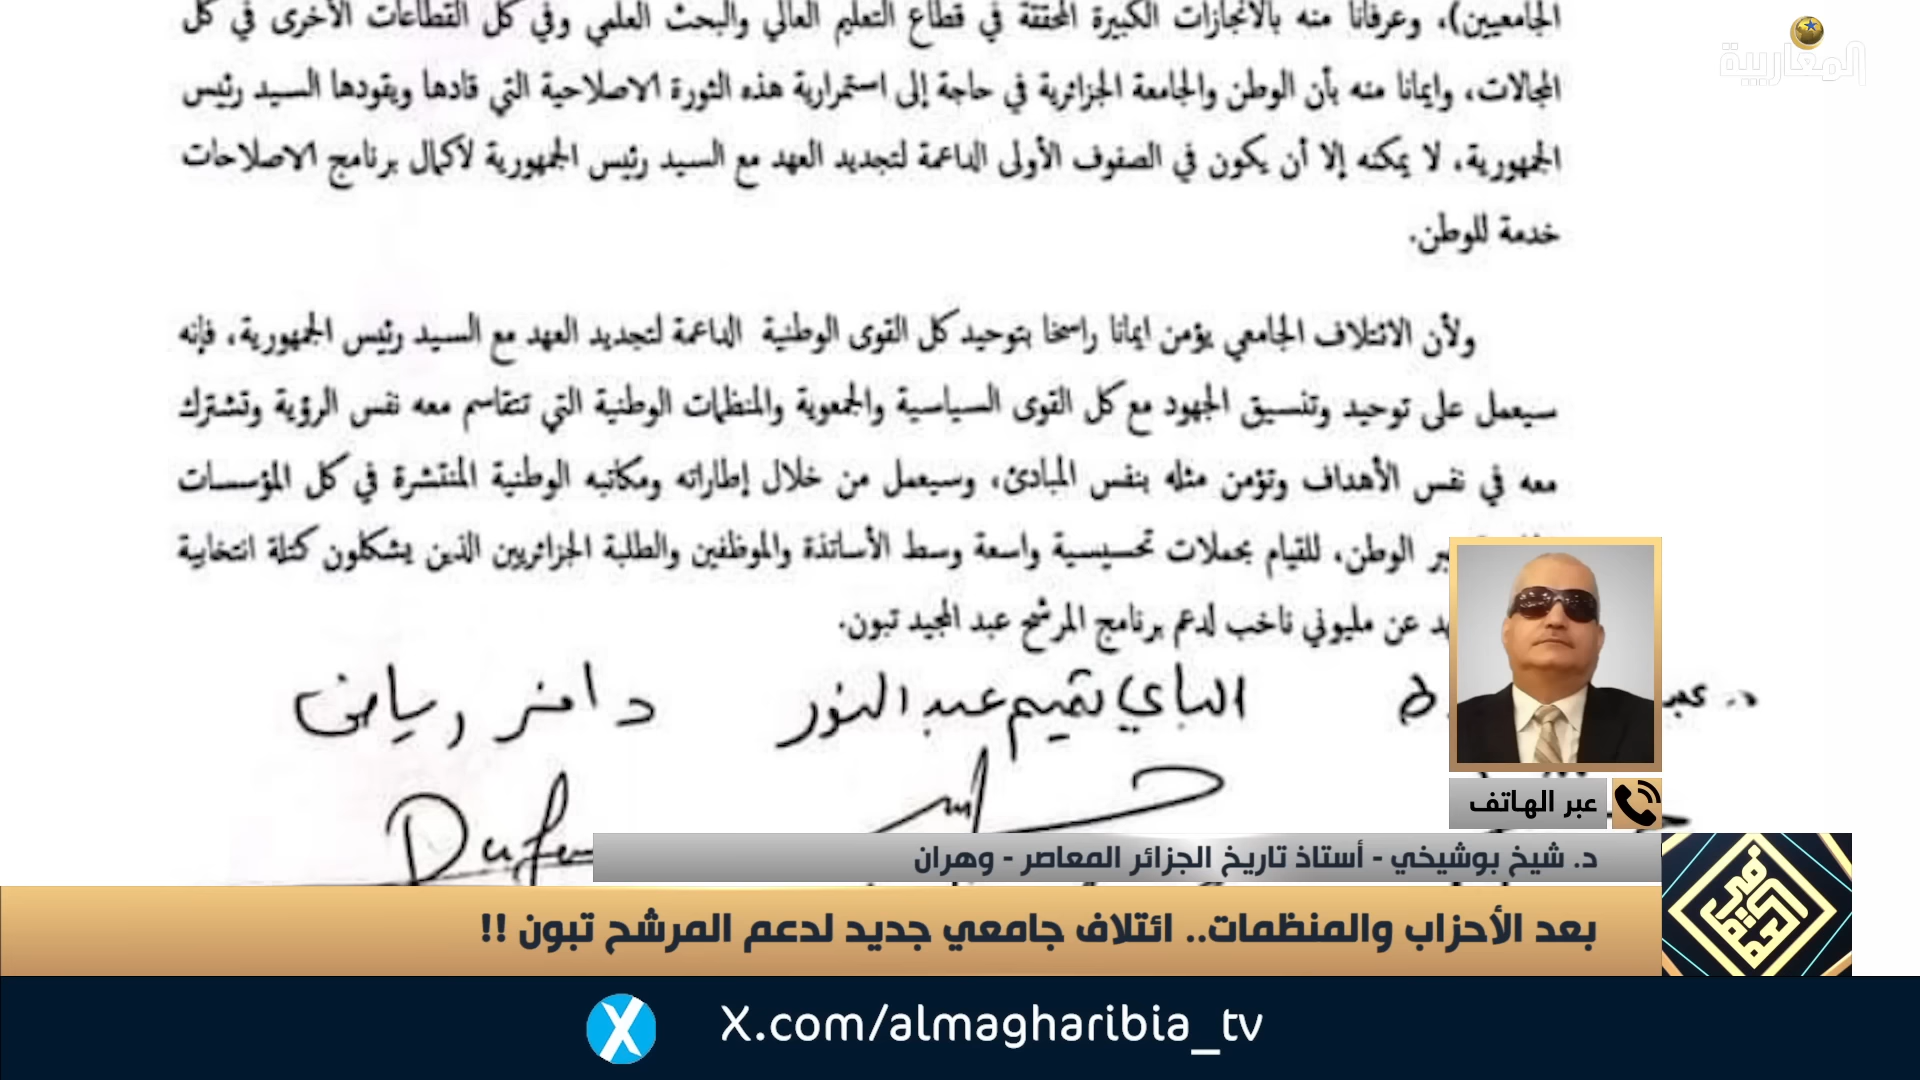 الجامعيين)، وعرفانا منه بالانجازات الكبيرة المحققة في قطاع التعليم العالي والبحث العلمي وفي كل القطاعات الأخرى في كل
المجالات، وإيمانا منه بأن الوطن والجامعة الجزائرية في حاجة إلى استمرارية هذه الثورة الاصلاحية التي قادها ويقودها السيد رئيس
الجمهورية، لا يمكنه إلا أن يكون في الصفوف الأولى الداعمة لتجديد العهد مع السيد رئيس الجمهورية لاكمال برنامج الاصلاحات
خدمة للوطن.
ولأن الائتلاف الجامعي يؤمن ايمانا راسخا بتوحيد كل القوى الوطنية الداعمة لتجديد العهد مع السيد رئيس الجمهورية، فإنه
سيعمل على توحيد وتنسيق الجهود مع كل القوى السياسية والجمعوية والمنظمات الوطنية التي تتقاسم معه نفس الرؤية وتشترك
معه في نفس الأهداف وتؤمن مثله بنفس المبادئ، وسيعمل من خلال إطاراته ومكاتبه الوطنية المنتشرة في كل المؤسسات
الوطن، للقيام بحملات تحسيسية واسعة وسط الأساتذة والموظفين والطلبة الجزائريين الذين يشكلون كتلة انتخابية
عن مليوني ناخب لدعم برنامج المرشح عبد المجيد تبون.
الباي تقيم عبد النور
رياض
المغاربية
عبر الهاتف
د. شيخ بوشيخي - أستاذ تاريخ الجزائر المعاصر - وهران
بعد الأحزاب والمنظمات.. ائتلاف جامعي جديد لدعم المرشح تبون !!
في العمق
X.com/almagharibia_tv